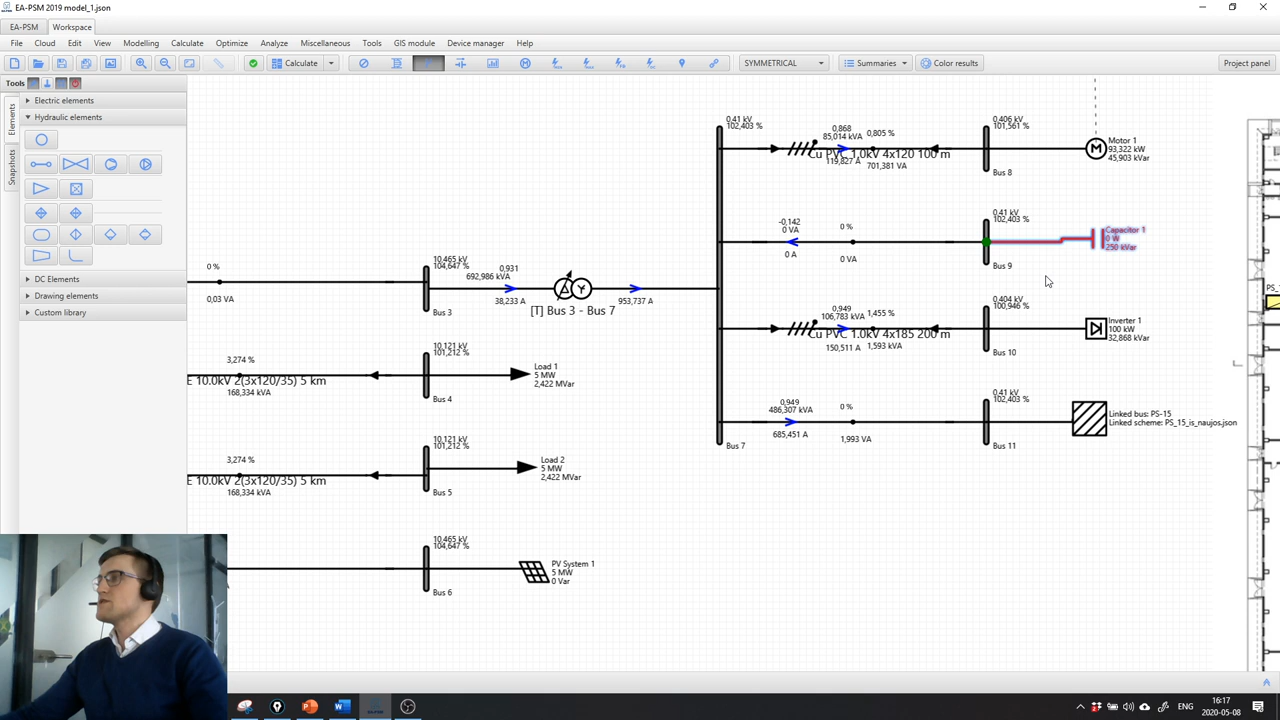 EA-PSM 2019 model_1.json
EA-PSM Workspace
File Cloud Edit View Modelling Calculate Optimize Analyze Miscellaneous Tools GIS module Device manager Help
Calculate SYMMETRICAL Summaries Color results Project panel
Tools
Elements
Snapshots
Electric elements
Hydraulic elements
DC Elements
Drawing elements
Custom library
0 %
0,03 VA
10,465 kV
104,647 %
Bus 3
0,931
692,986 kVA
38,233 A
[T] Bus 3 - Bus 7
953,737 A
3,274 %
E 10.0kV 2(3x120/35) 5 km
168,334 kVA
10,121 kV
101,212 %
Bus 4
Load 1
5 MW
2,422 MVar
3,274 %
E 10.0kV 2(3x120/35) 5 km
168,334 kVA
10,121 kV
101,212 %
Bus 5
Load 2
5 MW
2,422 MVar
10,465 kV
104,647 %
Bus 6
PV System 1
5 MW
0 Var
0,41 kV
102,403 %
Bus 7
0,868
85,014 kVA
0,805 %
Cu PVC 1.0kV 4x120 100 m
119,827 A
701,381 VA
0,406 kV
101,561 %
Bus 8
M
Motor 1
93,322 kW
45,903 kVar
-0,142
0 VA
0 A
0 %
0 VA
0,41 kV
102,403 %
Bus 9
Capacitor 1
0 W
250 kVar
0,949
106,783 kVA
1,455 %
Cu PVC 1.0kV 4x185 200 m
150,511 A
1,593 kVA
0,404 kV
100,946 %
Bus 10
Inverter 1
100 kW
32,868 kVar
0,949
486,307 kVA
685,451 A
0 %
1,993 VA
0,41 kV
102,403 %
Bus 11
Linked bus: PS-15
Linked scheme: PS_15_is_naujos.json
PS_1
16:17
2020-05-08